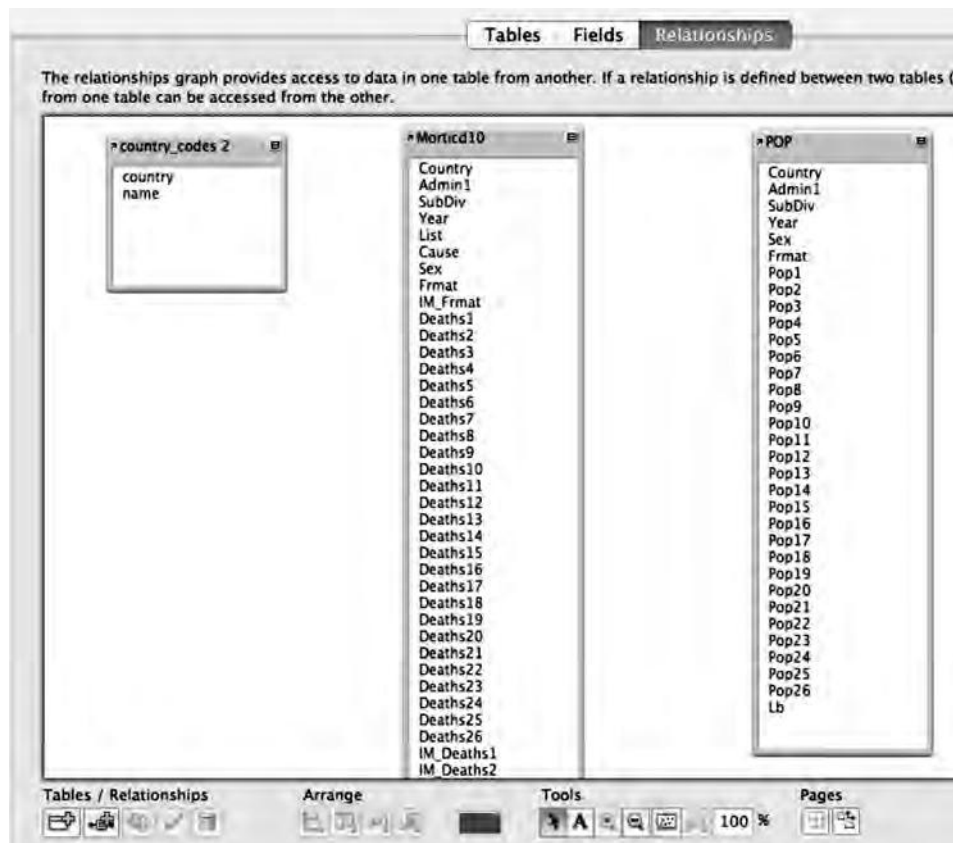 Tables Fields Relationships
The relationships graph provides access to data in one table from another. If a relationship is defined between two tables (
from one table can be accessed from the other.
country_codes 2
country
name
Morticd10
Country
Admin1
SubDiv
Year
List
Cause
Sex
Frmat
IM_Frmat
Deaths1
Deaths2
Deaths3
Deaths4
Deaths5
Deaths6
Deaths7
Deaths8
Deaths9
Deaths10
Deaths11
Deaths12
Deaths13
Deaths14
Deaths15
Deaths16
Deaths17
Deaths18
Deaths19
Deaths20
Deaths21
Deaths22
Deaths23
Deaths24
Deaths25
Deaths26
IM_Deaths1
IM_Deaths2
POP
Country
Admin1
SubDiv
Year
Sex
Frmat
Pop1
Pop2
Pop3
Pop4
Pop5
Pop6
Pop7
Pop8
Pop9
Pop10
Pop11
Pop12
Pop13
Pop14
Pop15
Pop16
Pop17
Pop18
Pop19
Pop20
Pop21
Pop22
Pop23
Pop24
Pop25
Pop26
Lb
Tables / Relationships Arrange Tools Pages
A 100 %